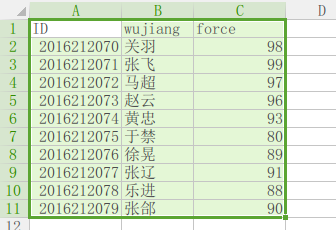 A B C D
1 ID wujiang force
2 2016212070 关羽 98
3 2016212071 张飞 99
4 2016212072 马超 97
5 2016212073 赵云 96
6 2016212074 黄忠 93
7 2016212075 于禁 80
8 2016212076 徐晃 89
9 2016212077 张辽 91
10 2016212078 乐进 88
11 2016212079 张郃 90
12